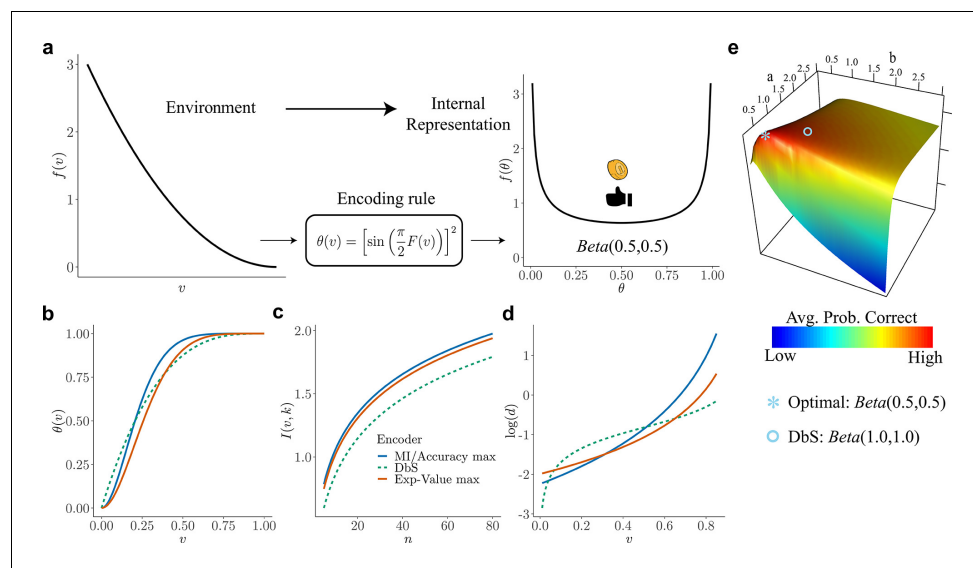 a
3
2
1
0
f(v)
v
Environment
Internal
Representation
Encoding rule
θ(v) = [sin (π/2 F(v))]²
3
2
1
0
f(θ)
Beta(0.5,0.5)
0.00 0.25 0.50 0.75 1.00
θ
e
a
0.5 1.0 1.5 2.0 2.5
b
0.5 1.0 1.5 2.0 2.5
Avg. Prob. Correct
Low High
Optimal: Beta(0.5,0.5)
DbS: Beta(1.0,1.0)
b
1.00
0.75
0.50
0.25
0.00
θ(v)
0.00 0.25 0.50 0.75 1.00
v
c
2.0
1.5
1.0
I(v,k)
Encoder
MI/Accuracy max
DbS
Exp-Value max
20 40 60 80
n
d
2
1
0
-1
-2
-3
log(d)
0.0 0.2 0.4 0.6 0.8
v